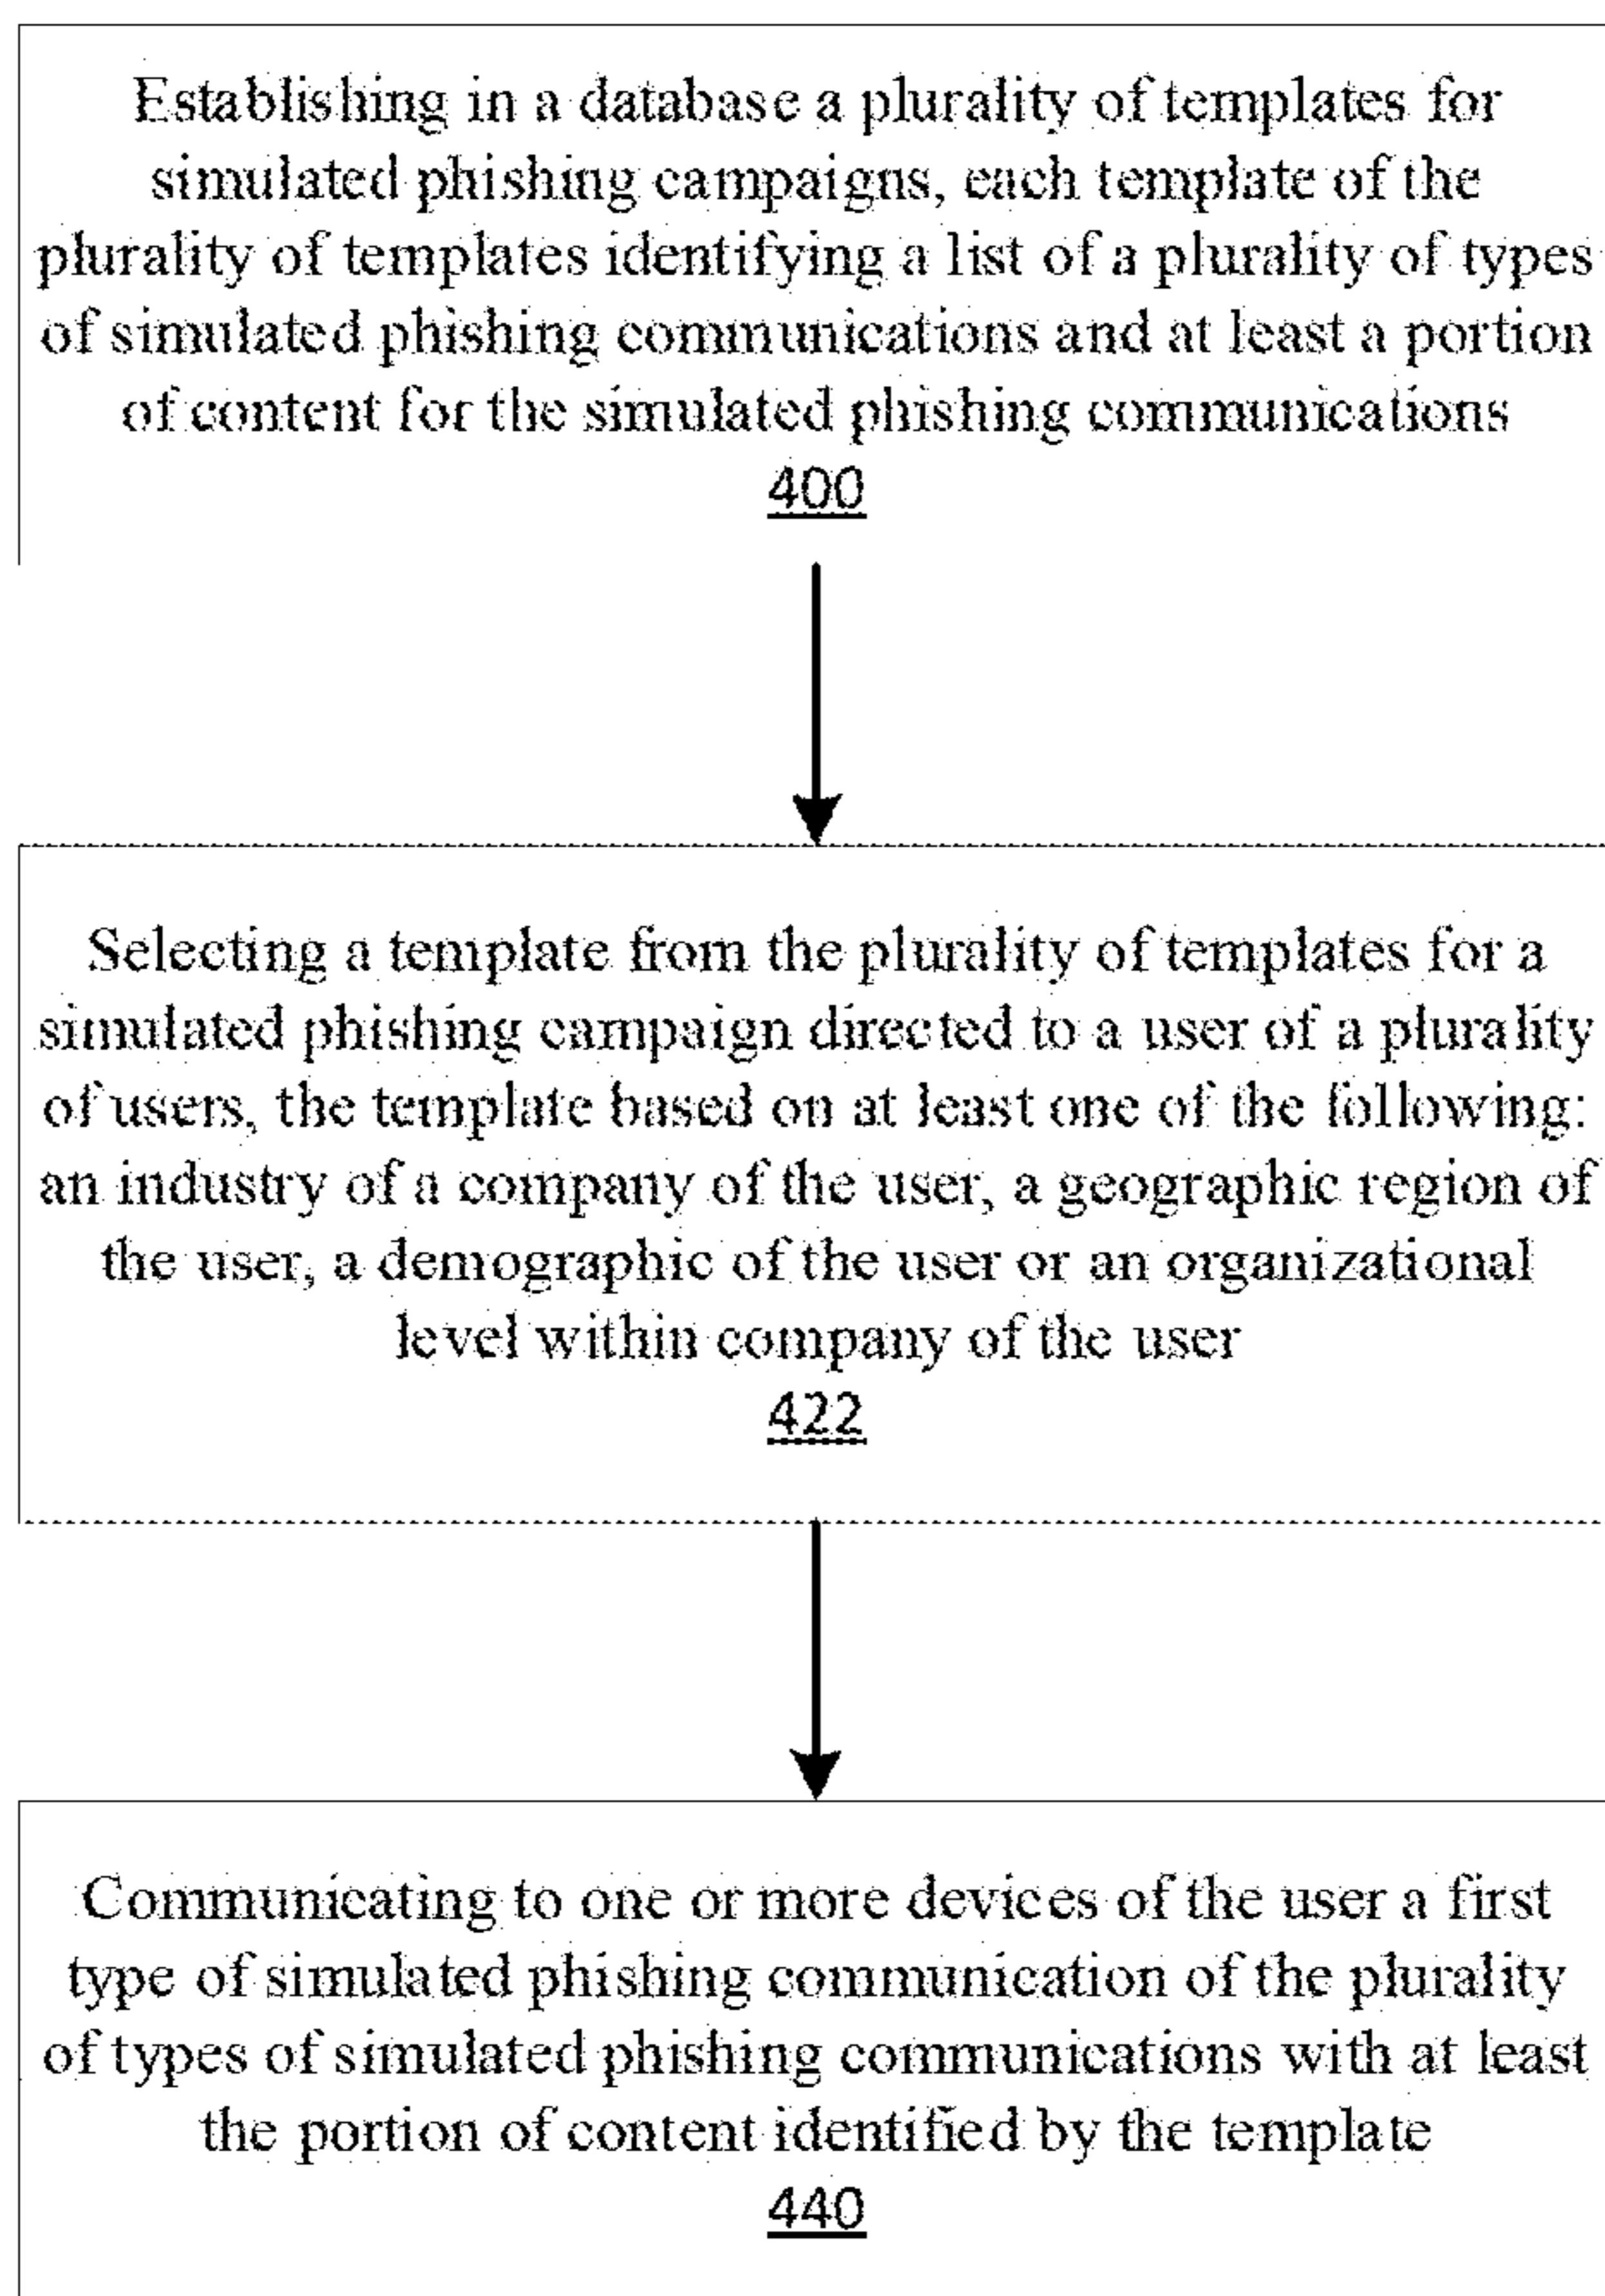 Establishing in a database a plurality of templates for
simulated phishing campaigns, each template of the
plurality of templates identifying a list of a plurality of types
of simulated phishing communications and at least a portion
of content for the simulated phishing communications
400
Selecting a template from the plurality of templates for a
simulated phishing campaign directed to a user of a plurality
of users, the template based on at least one of the following:
an industry of a company of the user, a geographic region of
the user, a demographic of the user or an organizational
level within company of the user
422
Communicating to one or more devices of the user a first
type of simulated phishing communication of the plurality
of types of simulated phishing communications with at least
the portion of content identified by the template
440